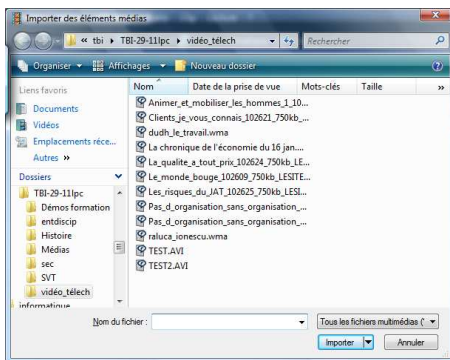 Importer des éléments médias
« tbi ▸ TBI-29-11lpc ▸ vidéo_télech
Rechercher
Organiser Affichages Nouveau dossier
Liens favoris
Documents
Vidéos
Emplacements réce...
Autres »
Dossiers
TBI-29-11lpc
Démos formation
entdiscip
Histoire
Médias
sec
SVT
vidéo_télech
informatique
Nom Date de la prise de vue Mots-clés Taille »
Animer_et_mobiliser_les_hommes_1_10...
Clients_je_vous_connais_102621_750kb_...
dudh_le_travail.wma
La chronique de l'économie du 16 jan....
La_qualite_a_tout_prix_102624_750kb_LE...
Le_monde_bouge_102609_750kb_LESITE...
Les_risques_du_JAT_102625_750kb_LESI...
Pas_d_organisation_sans_organisation_...
Pas_d_organisation_sans_organisation_...
raluca_ionescu.wma
TEST.AVI
TEST2.AVI
Nom du fichier :
Tous les fichiers multimédias (*
Importer Annuler